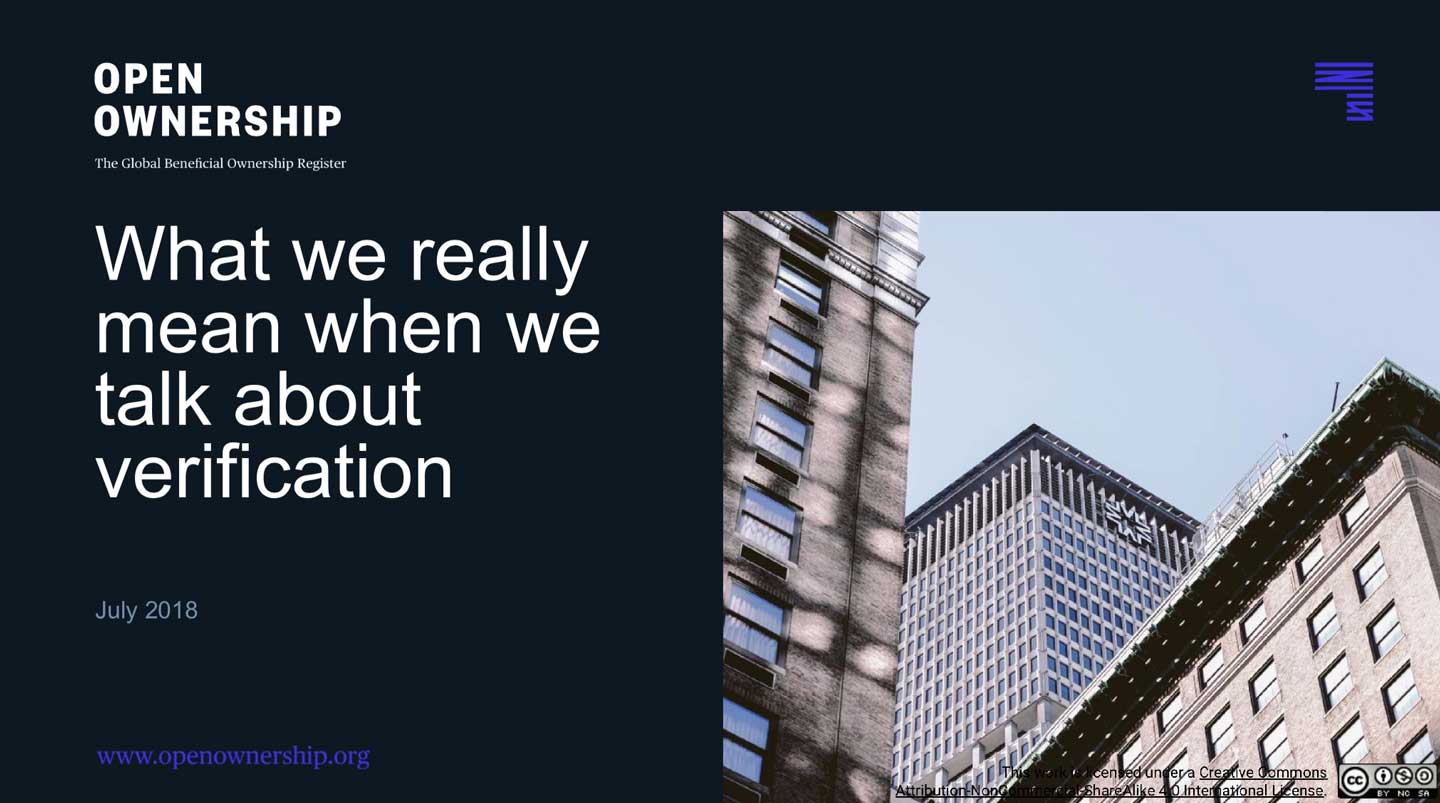 OPEN
OWNERSHIP
The Global Beneficial Ownership Register
What we really
mean when we
talk about
verification
July 2018
www.openownership.org
This work is licensed under a Creative Commons
Attribution-NonCommercial-ShareAlike 4.0 International License.
cc
BY NC SA